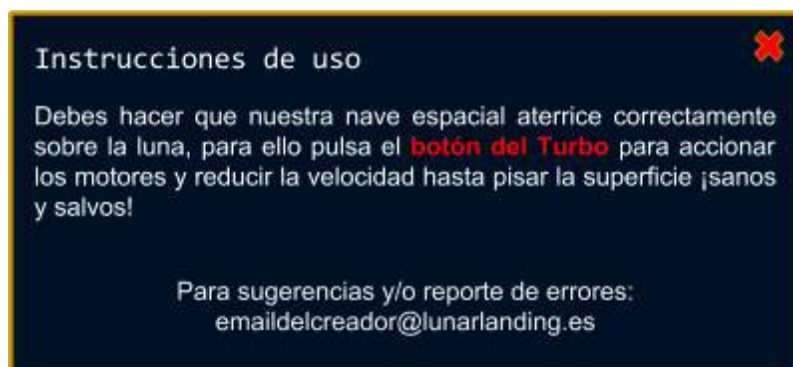 Instrucciones de uso
Debes hacer que nuestra nave espacial aterrice correctamente
sobre la luna, para ello pulsa el botón del Turbo para accionar
los motores y reducir la velocidad hasta pisar la superficie ¡sanos
y salvos!
Para sugerencias y/o reporte de errores:
emaildelcreador@lunarlanding.es